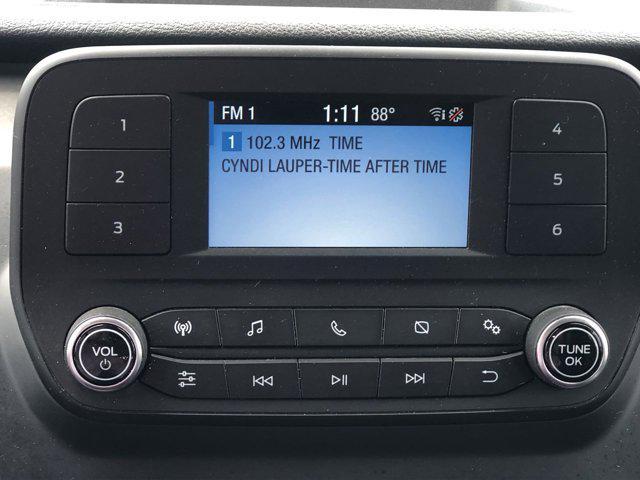 FM 1 1:11 88° i
1 102.3 MHz TIME
CYNDI LAUPER-TIME AFTER TIME
1
2
3
4
5
6
VOL
TUNE
OK